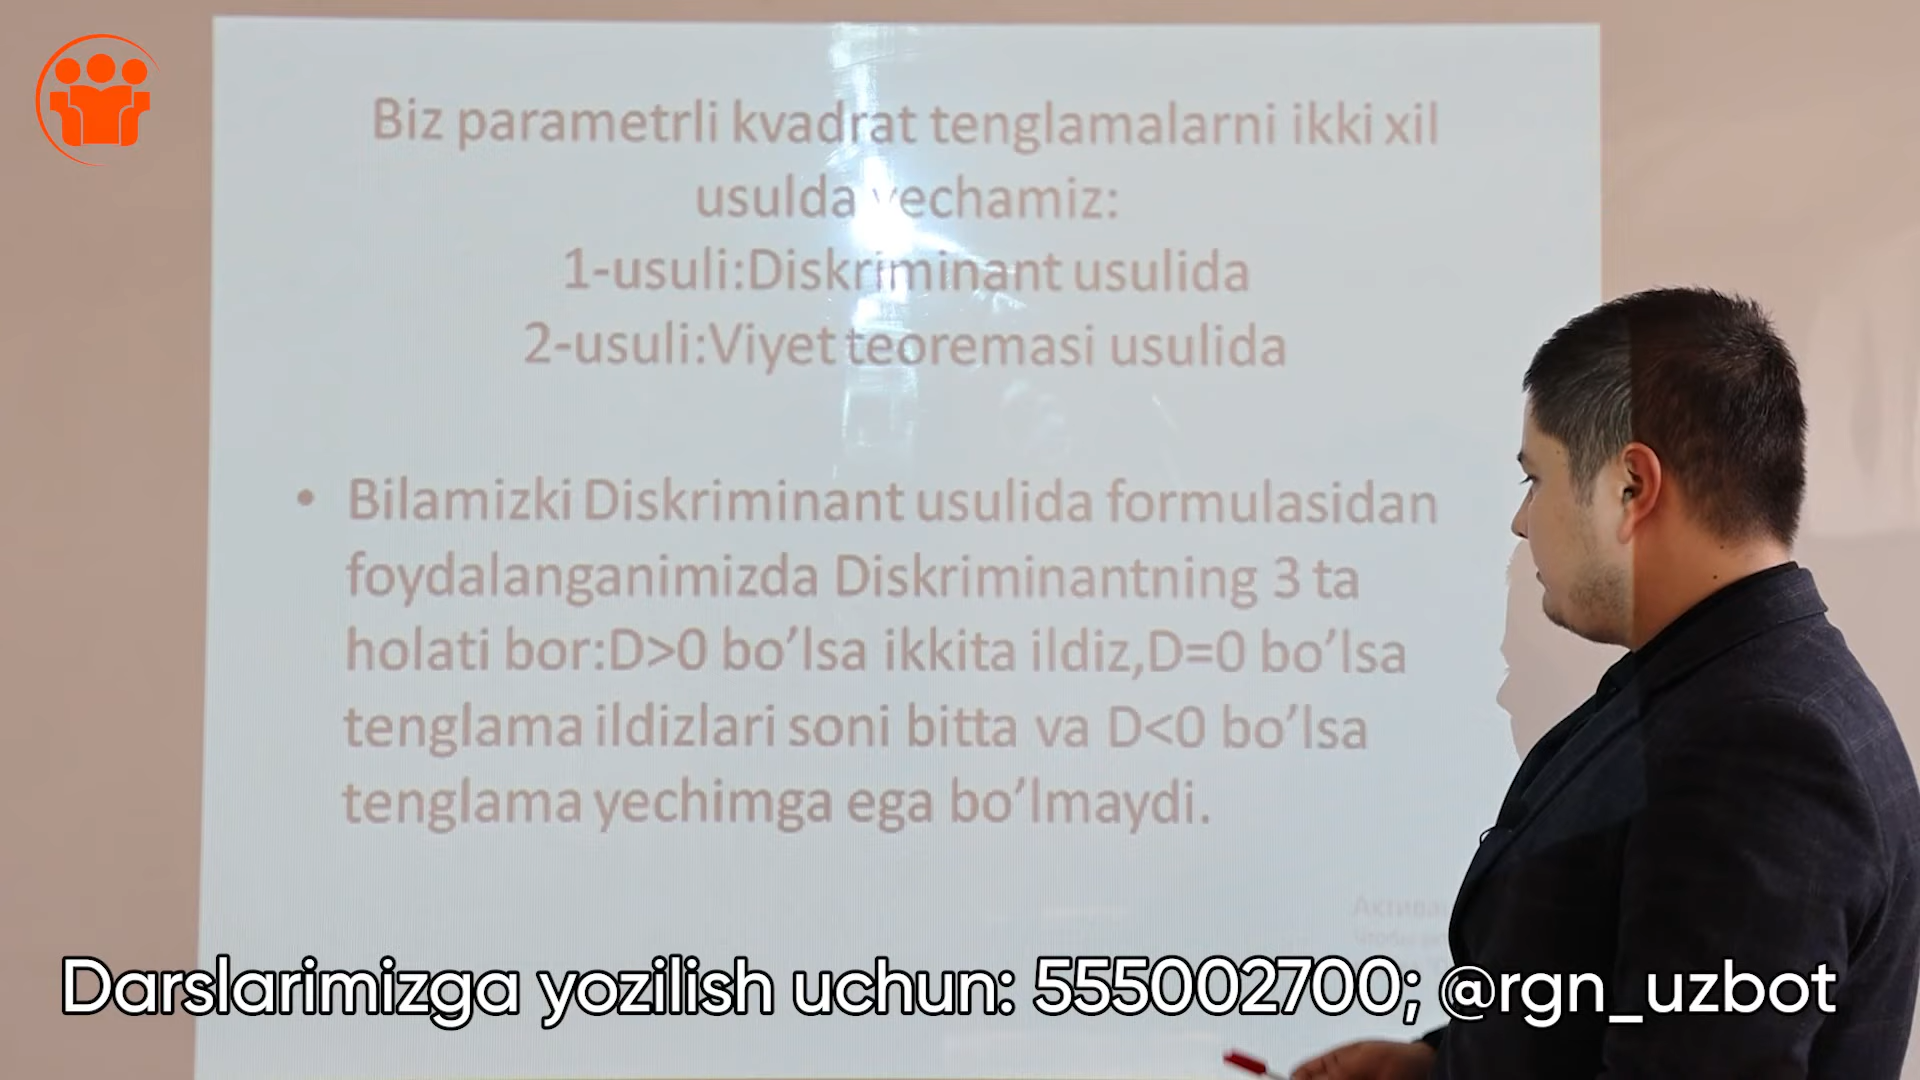 Biz parametrli kvadrat tenglamalarni ikki xil
usulda yechamiz:
1-usuli:Diskriminant usulida
2-usuli:Viyet teoremasi usulida
• Bilamizki Diskriminant usulida formulasidan
foydalanganimizda Diskriminantning 3 ta
holati bor:D>0 bo’lsa ikkita ildiz,D=0 bo’lsa
tenglama ildizlari soni bitta va D<0 bo’lsa
tenglama yechimga ega bo’lmaydi.
Darslarimizga yozilish uchun: 555002700; @rgn_uzbot